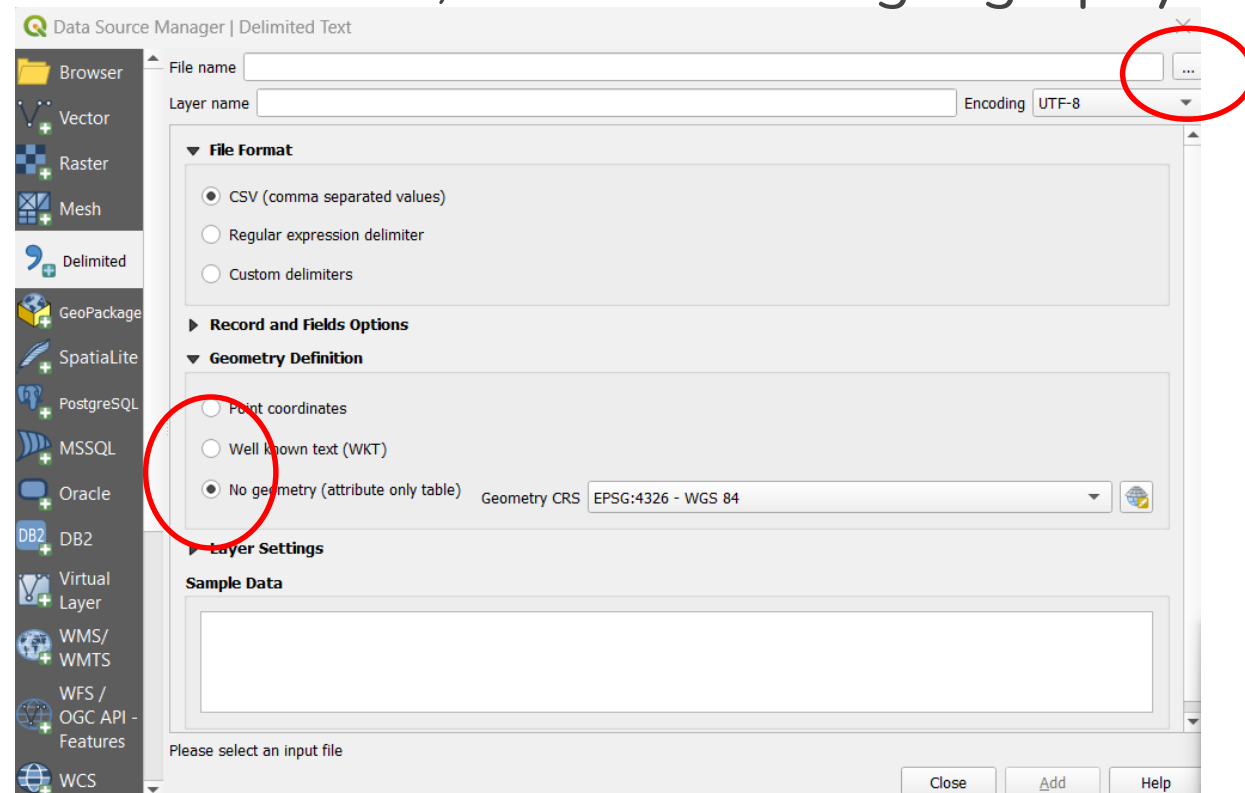 Data Source Manager | Delimited Text
Browser
Vector
Raster
Mesh
Delimited
GeoPackage
SpatiaLite
PostgreSQL
MSSQL
Oracle
DB2 DB2
Virtual
Layer
WMS/
WMTS
WFS /
OGC API -
Features
WCS
File name ...
Layer name Encoding UTF-8
File Format
CSV (comma separated values)
Regular expression delimiter
Custom delimiters
Record and Fields Options
Geometry Definition
Point coordinates
Well known text (WKT)
No geometry (attribute only table) Geometry CRS EPSG:4326 - WGS 84
Layer Settings
Sample Data
Please select an input file
Close Add Help